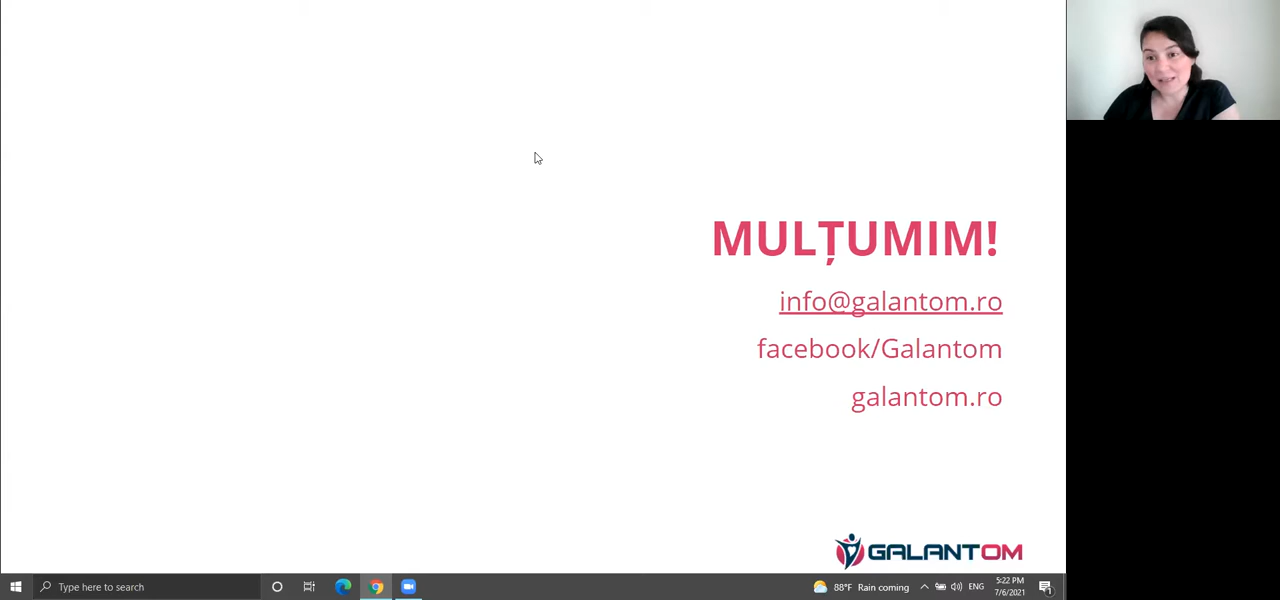 MULȚUMIM!
info@galantom.ro
facebook/Galantom
galantom.ro
GALANTOM
Type here to search
88°F Rain coming
ENG
5:22 PM
7/6/2021
1